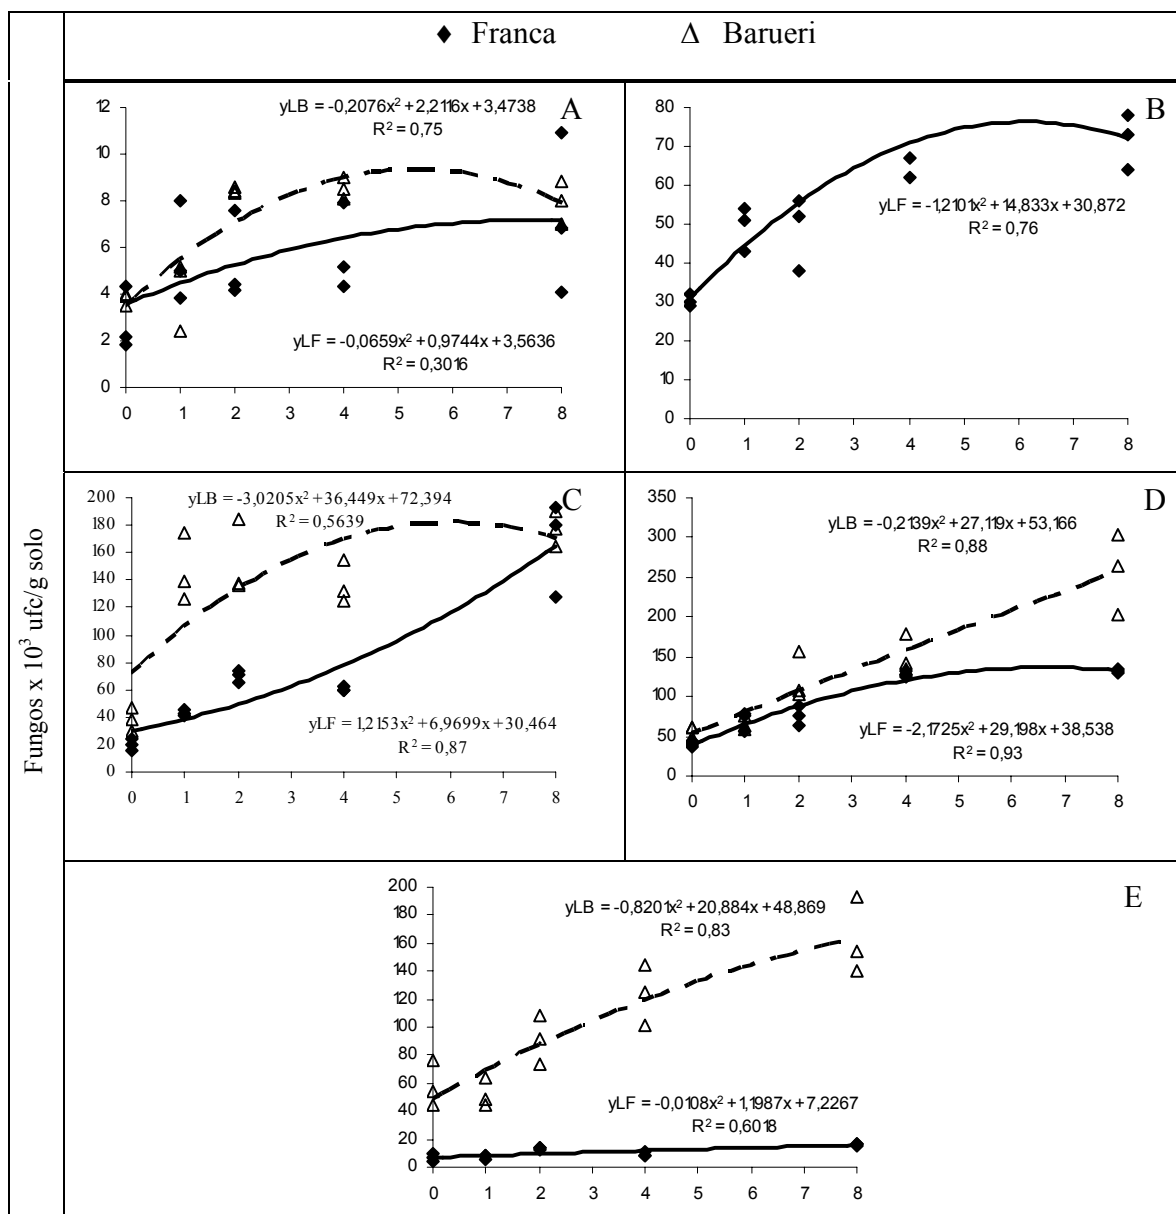 ♦ Franca Δ Barueri
Fungos x 10³ ufc/g solo
A
yLB = -0,2076x² + 2,2116x + 3,4738
R² = 0,75
12
10
8
6
4
2
0
yLF = -0,0659x² + 0,9744x + 3,5636
R² = 0,3016
0 1 2 3 4 5 6 7 8
B
80
70
60
50
40
30
20
10
0
yLF = -1,2101x² + 14,833x + 30,872
R² = 0,76
0 1 2 3 4 5 6 7 8
C
yLB = -3,0205x² + 36,449x + 72,394
R² = 0,5639
200
180
160
140
120
100
80
60
40
20
0
yLF = 1,2153x² + 6,9699x + 30,464
R² = 0,87
0 1 2 3 4 5 6 7 8
D
yLB = -0,2139x² + 27,119x + 53,166
R² = 0,88
350
300
250
200
150
100
50
0
yLF = -2,1725x² + 29,198x + 38,538
R² = 0,93
0 1 2 3 4 5 6 7 8
E
yLB = -0,8201x² + 20,884x + 48,869
R² = 0,83
200
180
160
140
120
100
80
60
40
20
0
yLF = -0,0108x² + 1,1987x + 7,2267
R² = 0,6018
0 1 2 3 4 5 6 7 8